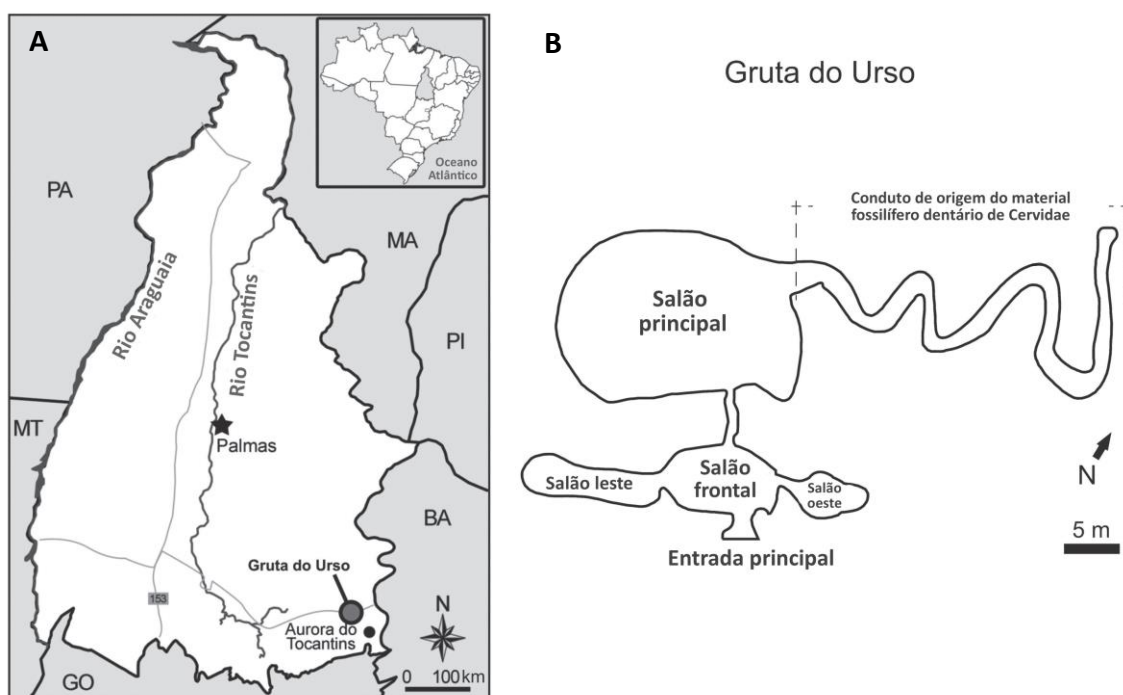 A
PA
MA
PI
MT
BA
GO
Oceano
Atlântico
Rio Araguaia
Rio Tocantins
Palmas
Gruta do Urso
153
Aurora do
Tocantins
N
0 100 km
B
Gruta do Urso
Conduto de origem do material
fossilífero dentário de Cervidae
Salão
principal
Salão leste
Salão
frontal
Salão
oeste
Entrada principal
N
5 m